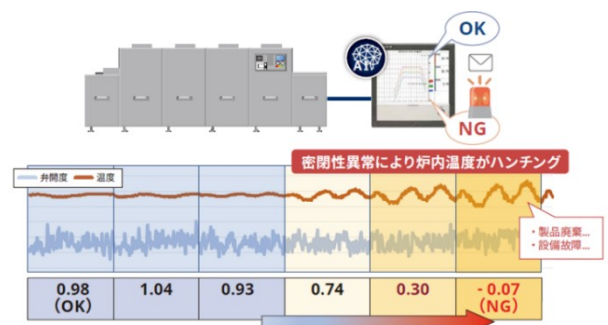 OK
AI
NG
密閉性異常により炉内温度がハンチング
弁開度 温度
・製品廃棄...
・設備故障...
0.98
(OK)
1.04
0.93
0.74
0.30
- 0.07
(NG)